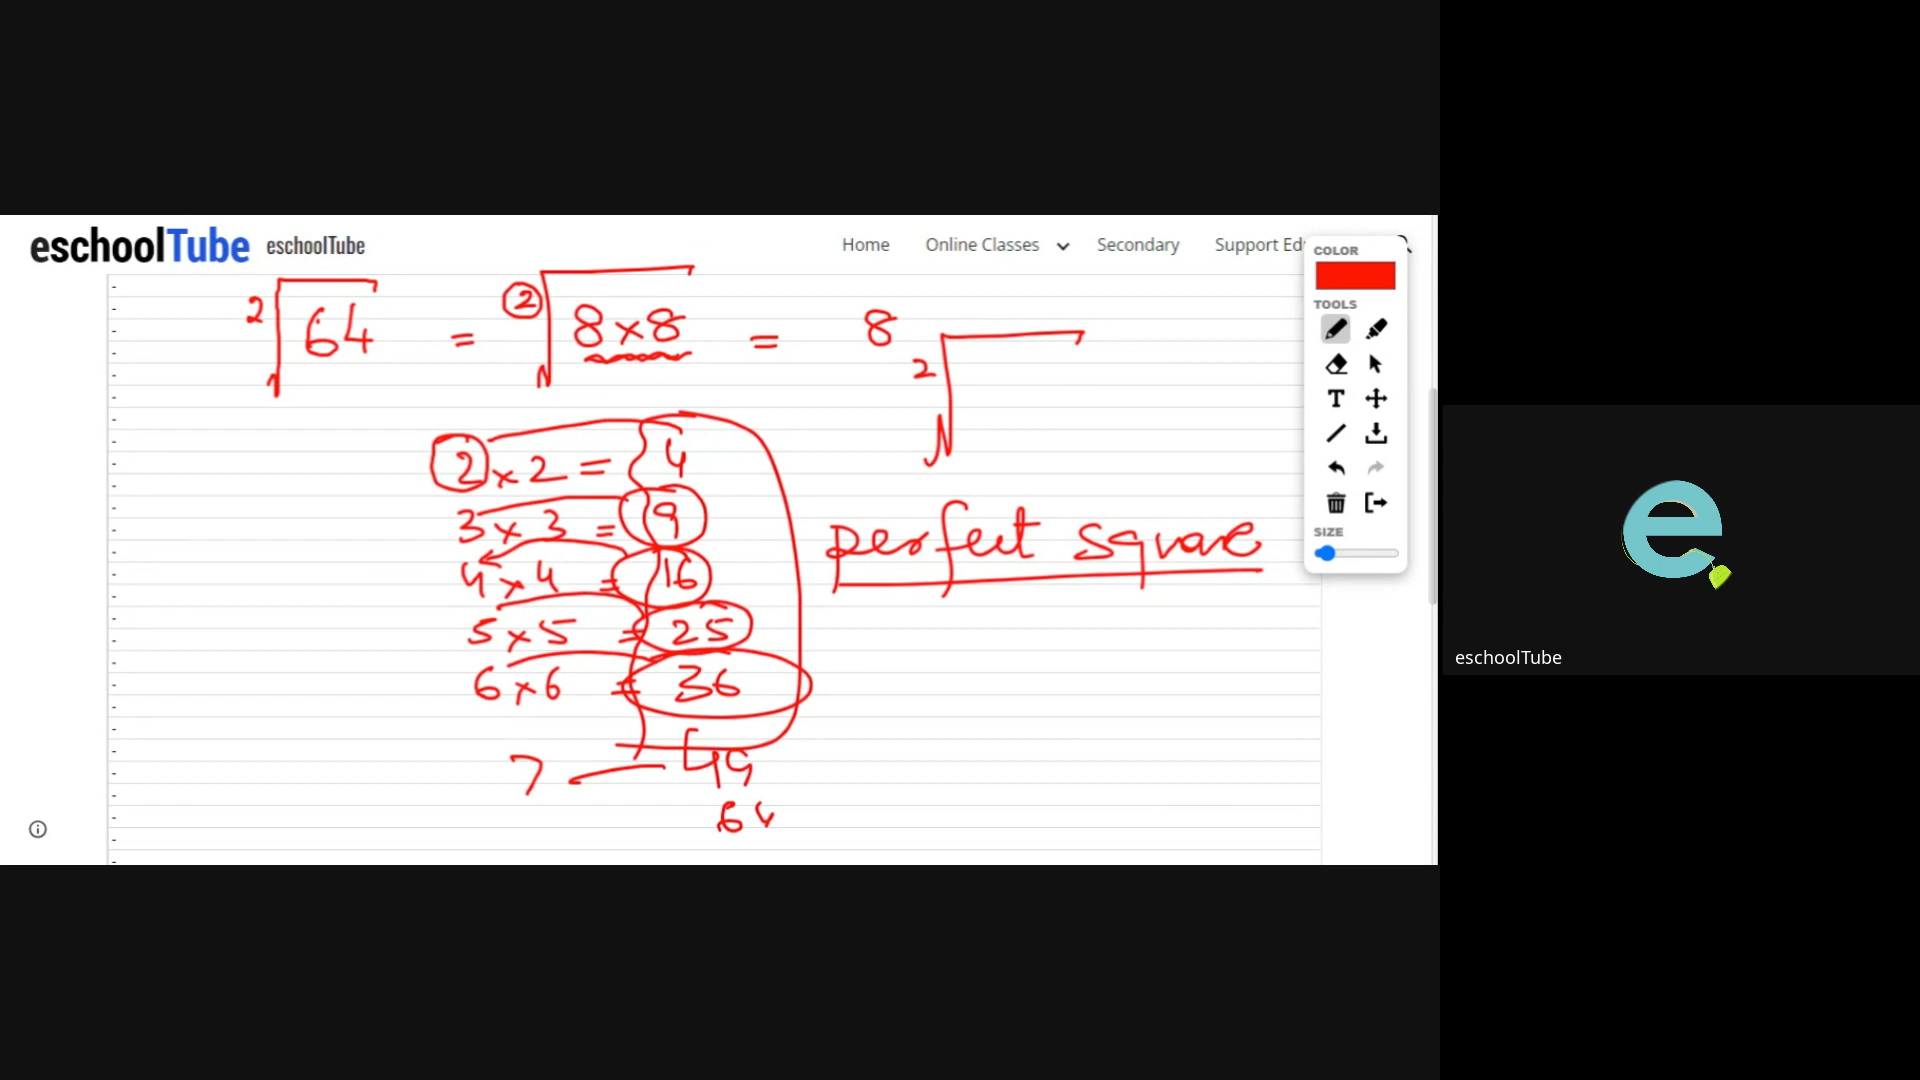 eschoolTube eschoolTube Home Online Classes Secondary Support Ed
COLOR
TOOLS
T
SIZE
2√64 = 2√8×8 = 8
2√
2 × 2 = 4
3 × 3 = 9
4 × 4 = 16
5 × 5 = 25
6 × 6 = 36
7 — 49
64
perfect square
e
eschoolTube